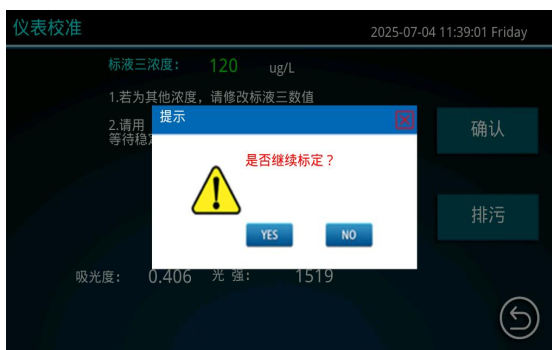 仪表校准
2025-07-04 11:39:01 Friday
标液三浓度： 120 ug/L
1.若为其他浓度，请修改标液三数值
2.请用
等待稳
提示
是否继续标定？
YES NO
确认
排污
吸光度： 0.406 光 强： 1519